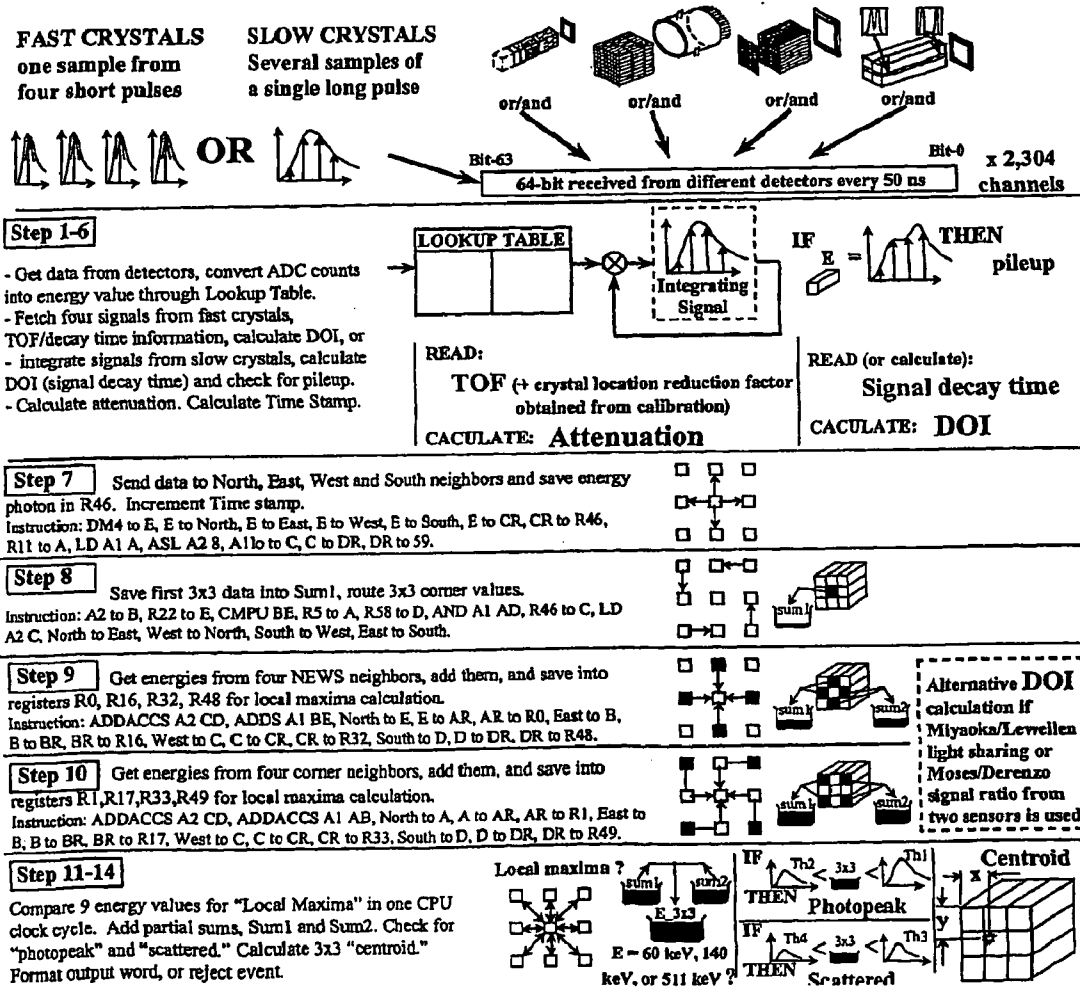 FAST CRYSTALS
one sample from
four short pulses
SLOW CRYSTALS
Several samples of
a single long pulse
OR
or/and
or/and
or/and
or/and
Bit-63
Bit-0
64-bit received from different detectors every 50 ns
x 2,304
channels
Step 1-6
- Get data from detectors, convert ADC counts
into energy value through Lookup Table.
- Fetch four signals from fast crystals,
TOF/decay time information, calculate DOI, or
- integrate signals from slow crystals, calculate
DOI (signal decay time) and check for pileup.
- Calculate attenuation. Calculate Time Stamp.
LOOKUP TABLE
Integrating
Signal
IF
E
=
THEN
pileup
READ:
TOF (+ crystal location reduction factor
obtained from calibration)
CACULATE: Attenuation
READ (or calculate):
Signal decay time
CACULATE: DOI
Step 7
Send data to North, East, West and South neighbors and save energy
photon in R46. Increment Time stamp.
Instruction: DM4 to E, E to North, E to East, E to West, E to South, E to CR, CR to R46,
R11 to A, LD A1 A, ASL A2 8, A1lo to C, C to DR, DR to 59.
Step 8
Save first 3x3 data into Sum1, route 3x3 corner values.
Instruction: A2 to B, R22 to E, CMPU BE, R5 to A, R58 to D, AND A1 AD, R46 to C, LD
A2 C, North to East, West to North, South to West, East to South.
sum1
Step 9
Get energies from four NEWS neighbors, add them, and save into
registers R0, R16, R32, R48 for local maxima calculation.
Instruction: ADDACCS A2 CD, ADDS A1 BE, North to E, E to AR, AR to R0, East to B,
B to BR, BR to R16, West to C, C to CR, CR to R32, South to D, D to DR, DR to R48.
sum1
sum2
Step 10
Get energies from four corner neighbors, add them, and save into
registers R1,R17,R33,R49 for local maxima calculation.
Instruction: ADDACCS A2 CD, ADDACCS A1 AB, North to A, A to AR, AR to R1, East to
B, B to BR, BR to R17, West to C, C to CR, CR to R33, South to D, D to DR, DR to R49.
sum1
sum2
Alternative DOI
calculation if
Miyaoka/Lewellen
light sharing or
Moses/Derenzo
signal ratio from
two sensors is used
Step 11-14
Compare 9 energy values for "Local Maxima" in one CPU
clock cycle. Add partial sums, Sum1 and Sum2. Check for
"photopeak" and "scattered." Calculate 3x3 "centroid."
Format output word, or reject event.
Local maxima ?
sum1
sum2
E_3x3
E = 60 keV, 140
keV, or 511 keV ?
IF
Th2
<
3x3
<
Th1
THEN
Photopeak
IF
Th4
<
3x3
<
Th3
THEN
Scattered
Centroid
x
y